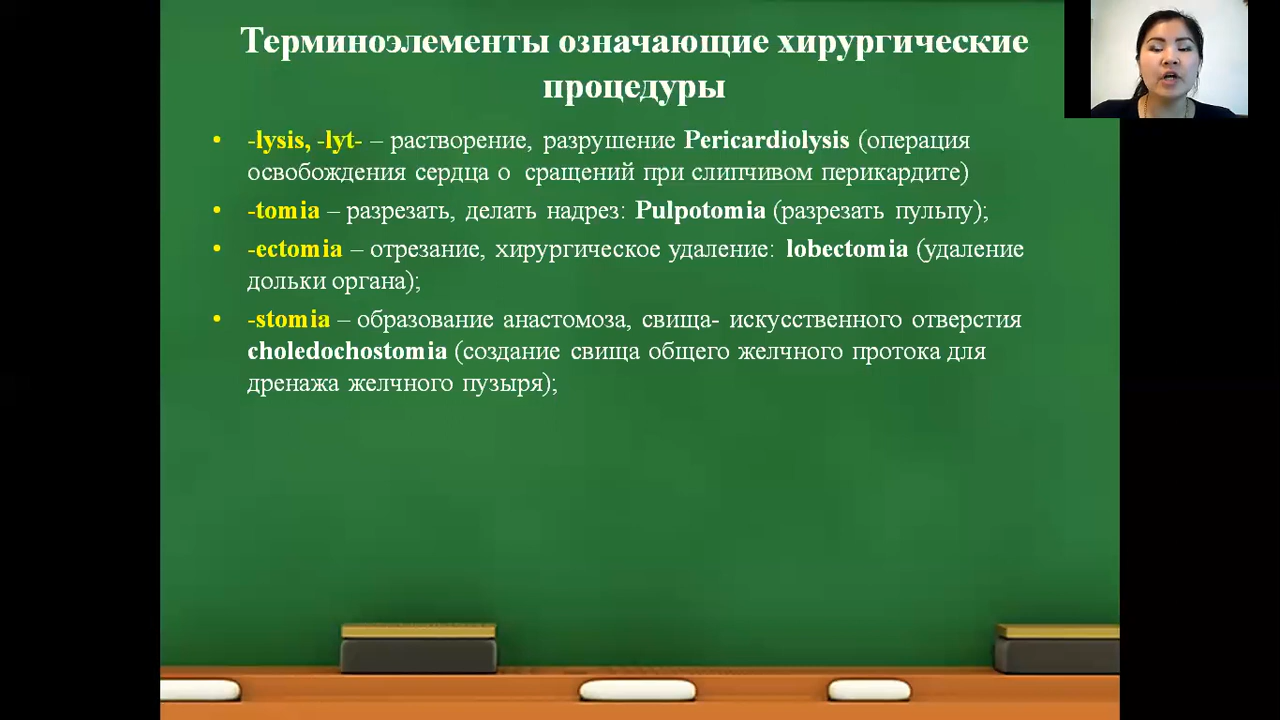 Терминоэлементы означающие хирургические
процедуры
• -lysis, -lyt- – растворение, разрушение Pericardiolysis (операция
освобождения сердца о сращений при слипчивом перикардите)
• -tomia – разрезать, делать надрез: Pulpotomia (разрезать пульпу);
• -ectomia – отрезание, хирургическое удаление: lobectomia (удаление
дольки органа);
• -stomia – образование анастомоза, свища- искусственного отверстия
choledochostomia (создание свища общего желчного протока для
дренажа желчного пузыря);